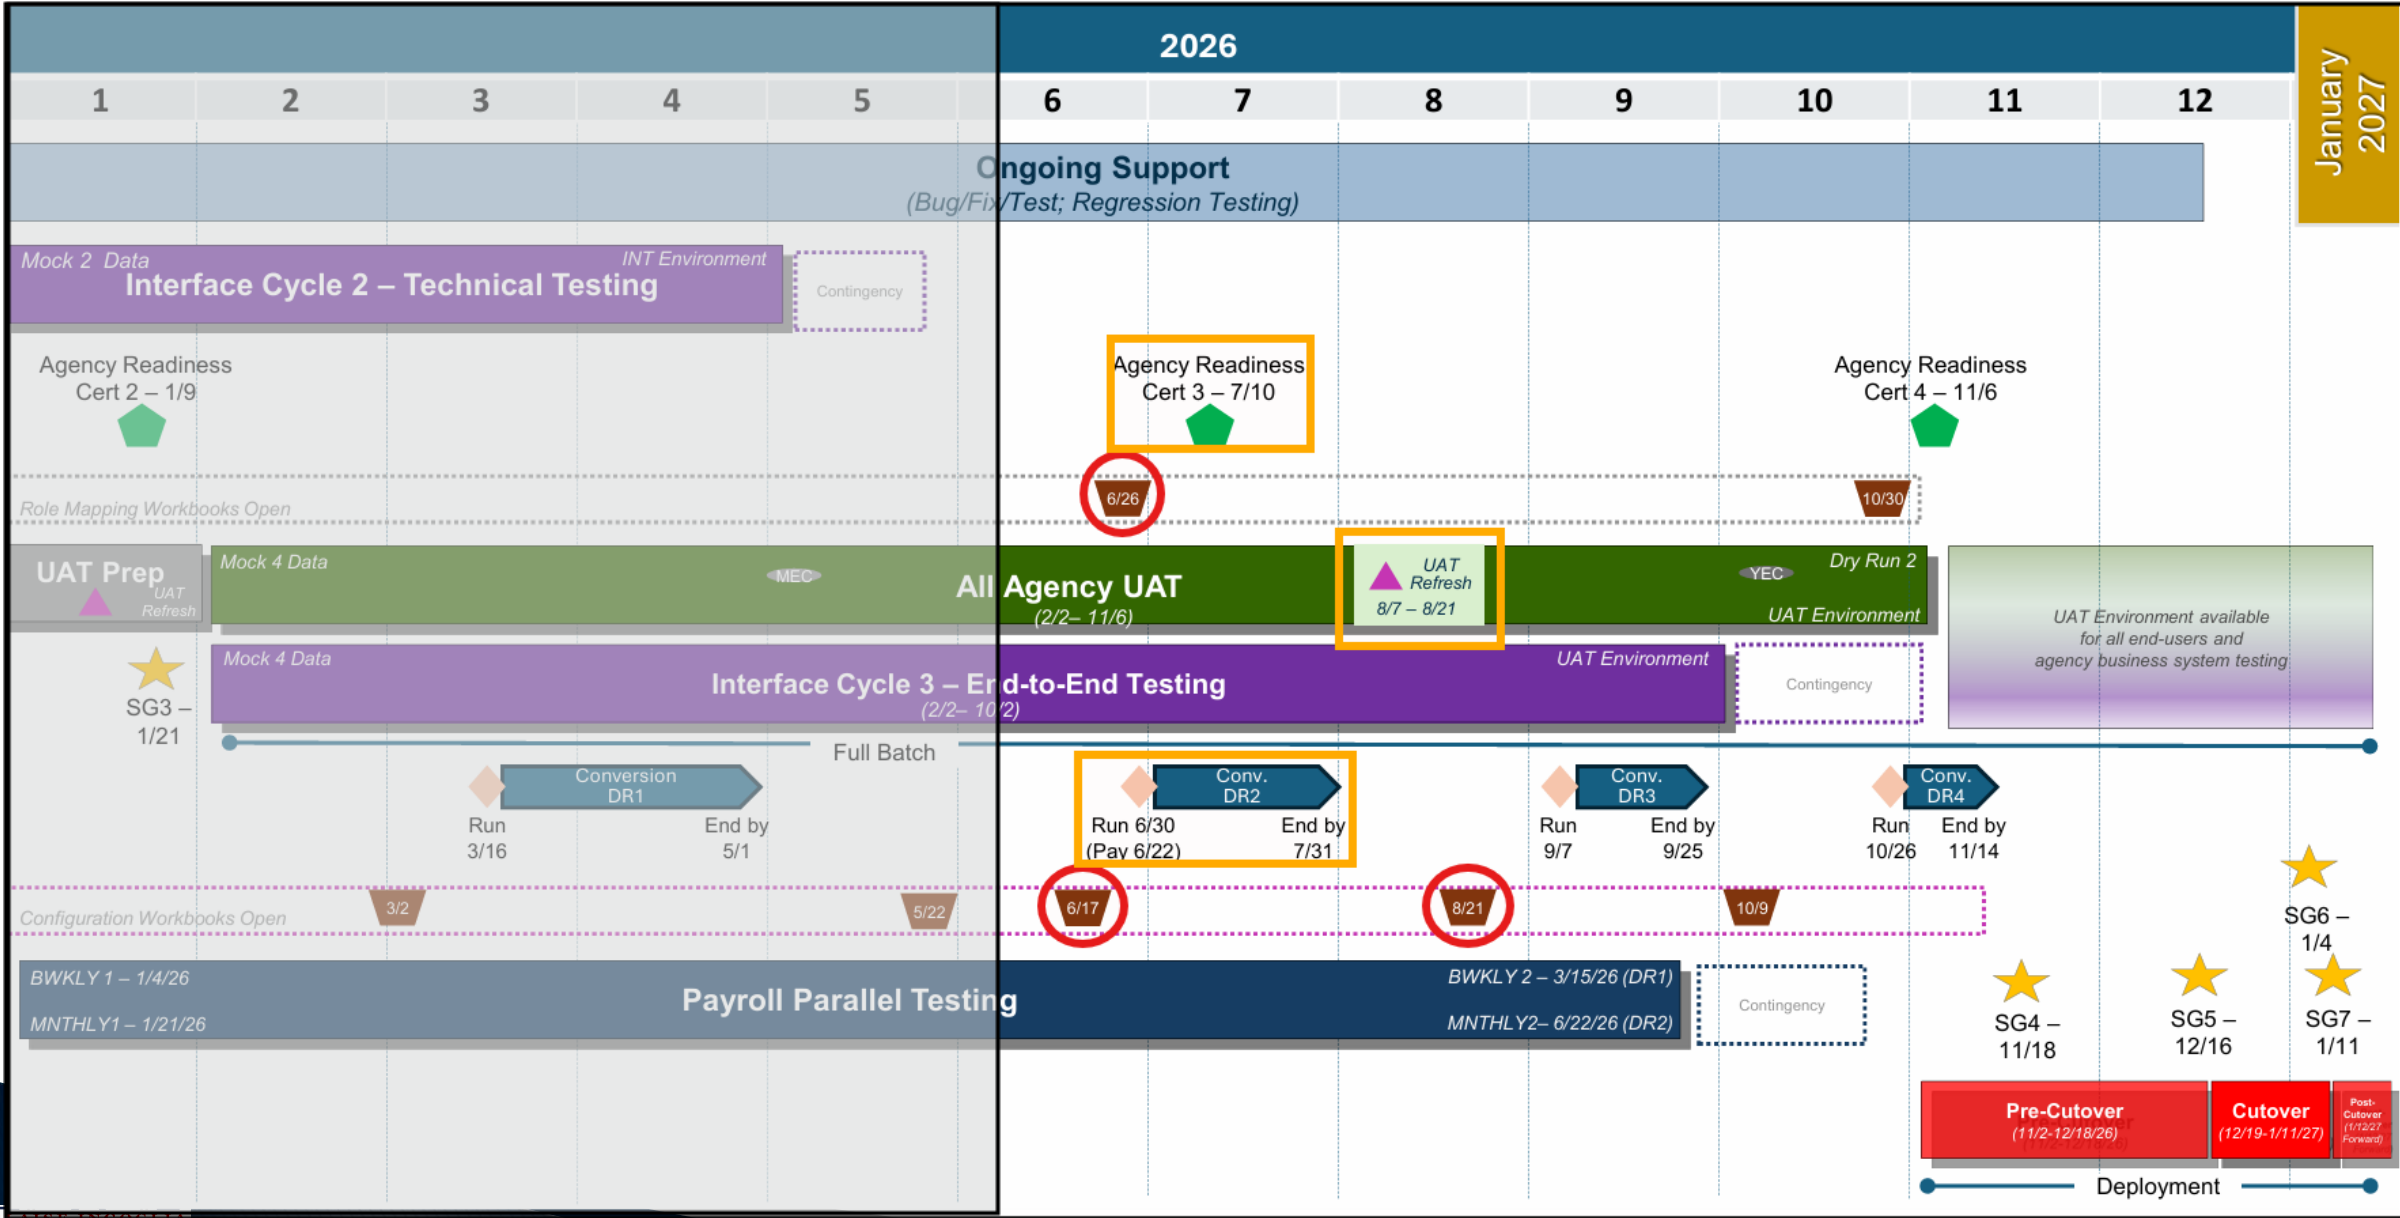 2026
January
2027
1 2 3 4 5 6 7 8 9 10 11 12
Ongoing Support
(Bug/Fix/Test; Regression Testing)
Mock 2 Data
INT Environment
Interface Cycle 2 – Technical Testing
Contingency
Agency Readiness
Cert 2 – 1/9
Agency Readiness
Cert 3 – 7/10
Agency Readiness
Cert 4 – 11/6
Role Mapping Workbooks Open
6/26
10/30
UAT Prep
UAT
Refresh
Mock 4 Data
MEC
All Agency UAT
(2/2– 11/6)
UAT
Refresh
8/7 – 8/21
YEC
Dry Run 2
UAT Environment
UAT Environment available
for all end-users and
agency business system testing
SG3 –
1/21
Mock 4 Data
Interface Cycle 3 – End-to-End Testing
(2/2– 10/2)
UAT Environment
Contingency
Full Batch
Conversion
DR1
Run
3/16
End by
5/1
Conv.
DR2
Run 6/30
(Pay 6/22)
End by
7/31
Conv.
DR3
Run
9/7
End by
9/25
Conv.
DR4
Run
10/26
End by
11/14
Configuration Workbooks Open
3/2
5/22
6/17
8/21
10/9
SG6 –
1/4
BWKLY 1 – 1/4/26
MNTHLY1 – 1/21/26
Payroll Parallel Testing
BWKLY 2 – 3/15/26 (DR1)
MNTHLY2– 6/22/26 (DR2)
Contingency
SG4 –
11/18
SG5 –
12/16
SG7 –
1/11
Pre-Cutover
(11/2-12/18/26)
Cutover
(12/19-1/11/27)
Post-
Cutover
(1/12/27
Forward)
Deployment